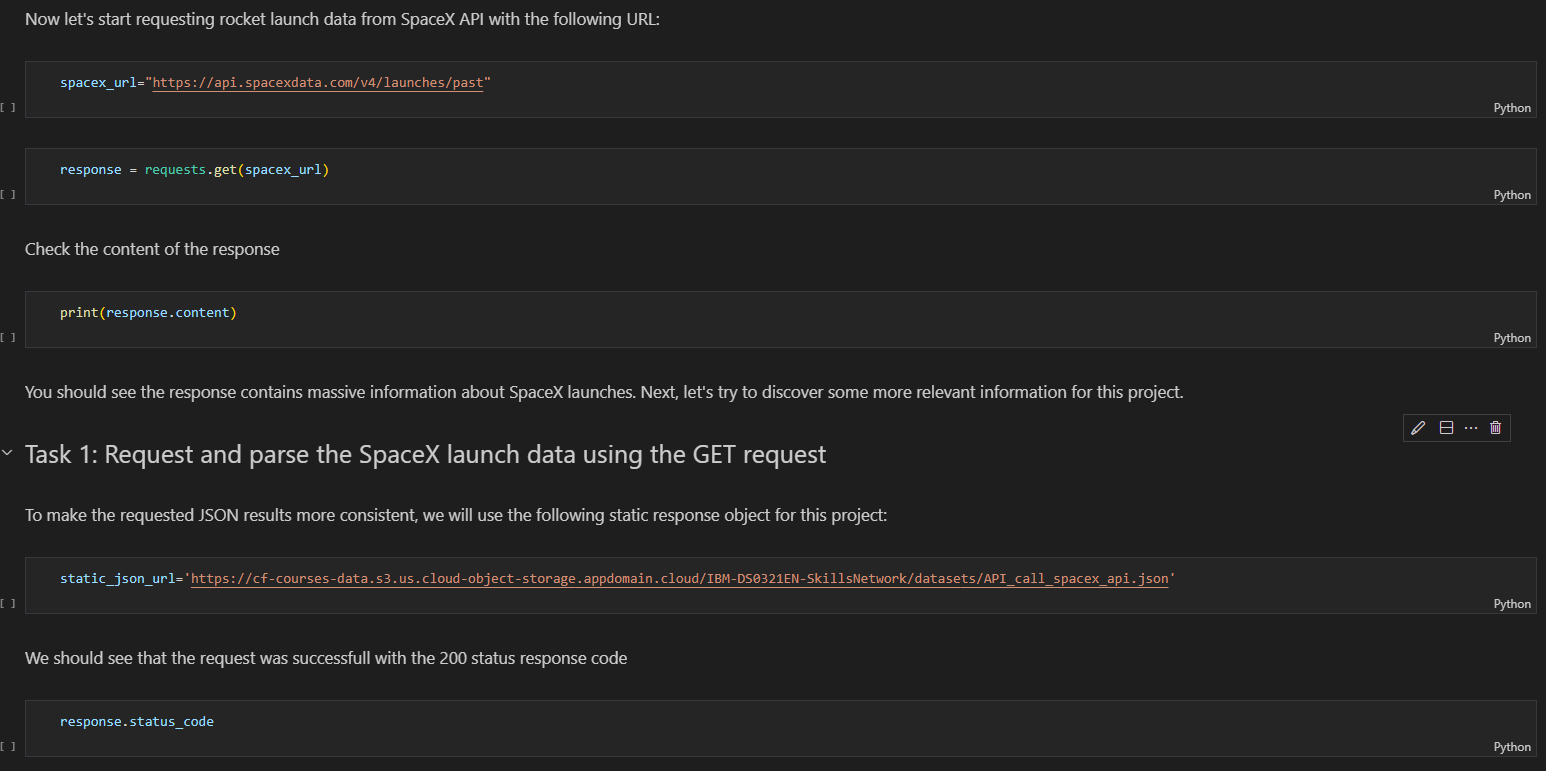 Now let's start requesting rocket launch data from SpaceX API with the following URL:
spacex_url="https://api.spacexdata.com/v4/launches/past"
[ ]
Python
response = requests.get(spacex_url)
[ ]
Python
Check the content of the response
print(response.content)
[ ]
Python
You should see the response contains massive information about SpaceX launches. Next, let's try to discover some more relevant information for this project.
Task 1: Request and parse the SpaceX launch data using the GET request
To make the requested JSON results more consistent, we will use the following static response object for this project:
static_json_url='https://cf-courses-data.s3.us.cloud-object-storage.appdomain.cloud/IBM-DS0321EN-SkillsNetwork/datasets/API_call_spacex_api.json'
[ ]
Python
We should see that the request was successfull with the 200 status response code
response.status_code
[ ]
Python